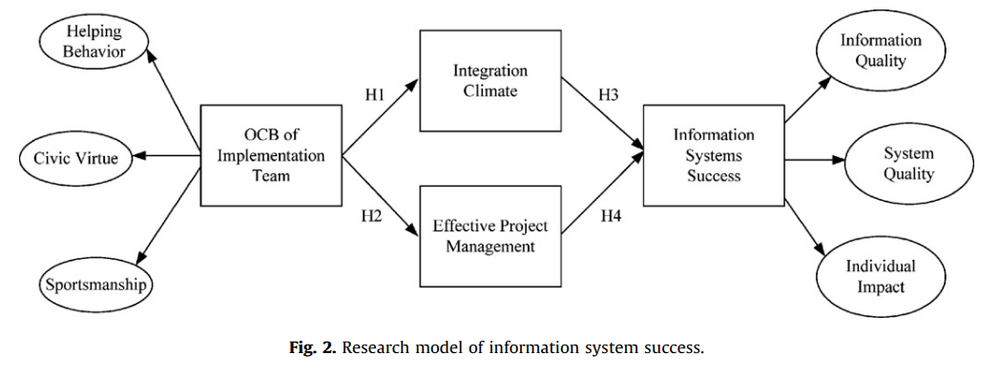 Helping
Behavior
Civic Virtue
Sportsmanship
OCB of
Implementation
Team
H1
H2
Integration
Climate
Effective Project
Management
H3
H4
Information
Systems
Success
Information
Quality
System
Quality
Individual
Impact
Fig. 2. Research model of information system success.